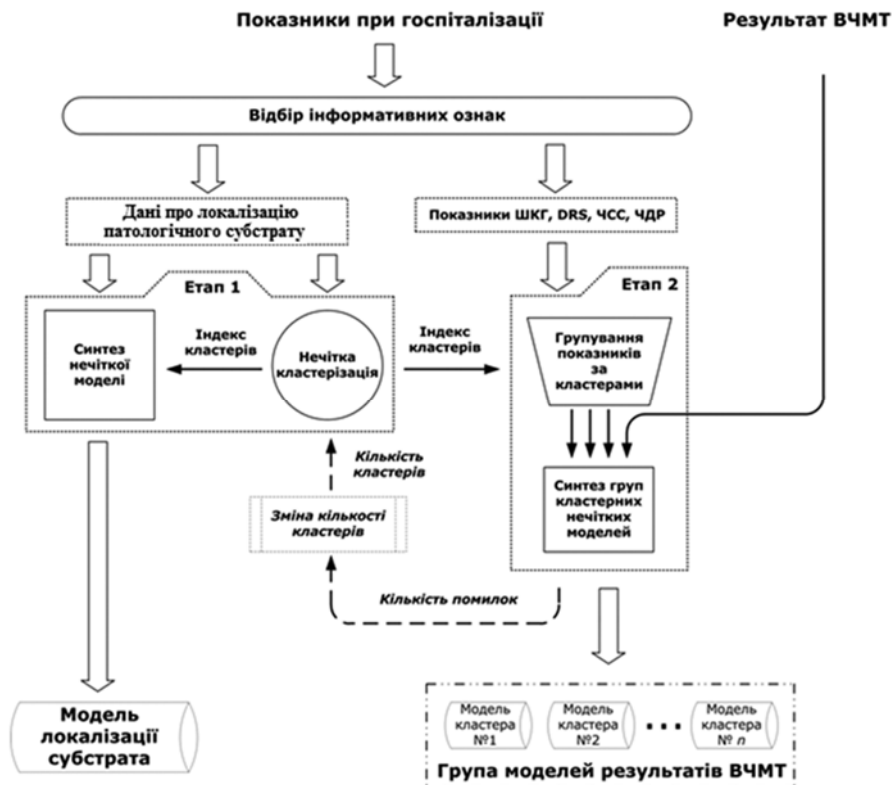 Показники при госпіталізації
Результат ВЧМТ
Відбір інформативних ознак
Дані про локалізацію
патологічного субстрату
Показники ШКГ, DRS, ЧСС, ЧДР
Етап 1
Етап 2
Синтез
нечіткої
моделі
Індекс
кластерів
Нечітка
кластерізація
Індекс
кластерів
Групування
показників
за
кластерами
Кількість
кластерів
Зміна кількості
кластерів
Синтез груп
кластерних
нечітких
моделей
Кількість помилок
Модель
локалізації
субстрата
Модель
кластера
№1
Модель
кластера
№2
...
Модель
кластера
№ n
Група моделей результатів ВЧМТ